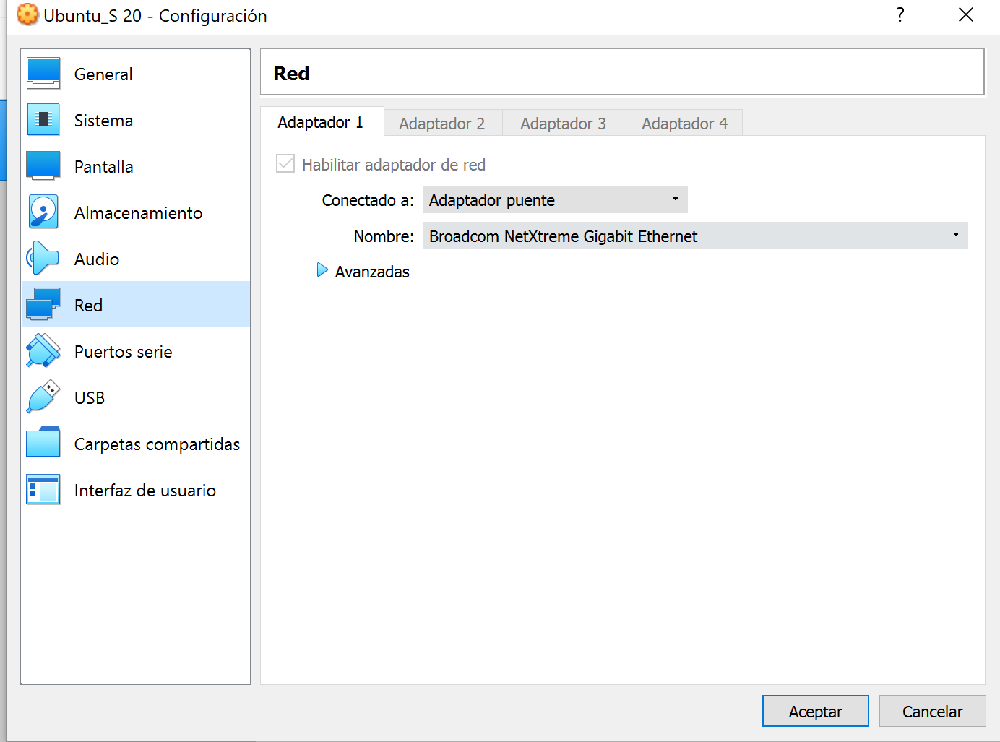 Ubuntu_S 20 - Configuración
?
General
Sistema
Pantalla
Almacenamiento
Audio
Red
Puertos serie
USB
Carpetas compartidas
Interfaz de usuario
Red
Adaptador 1
Adaptador 2
Adaptador 3
Adaptador 4
Habilitar adaptador de red
Conectado a: Adaptador puente
Nombre: Broadcom NetXtreme Gigabit Ethernet
Avanzadas
Aceptar
Cancelar